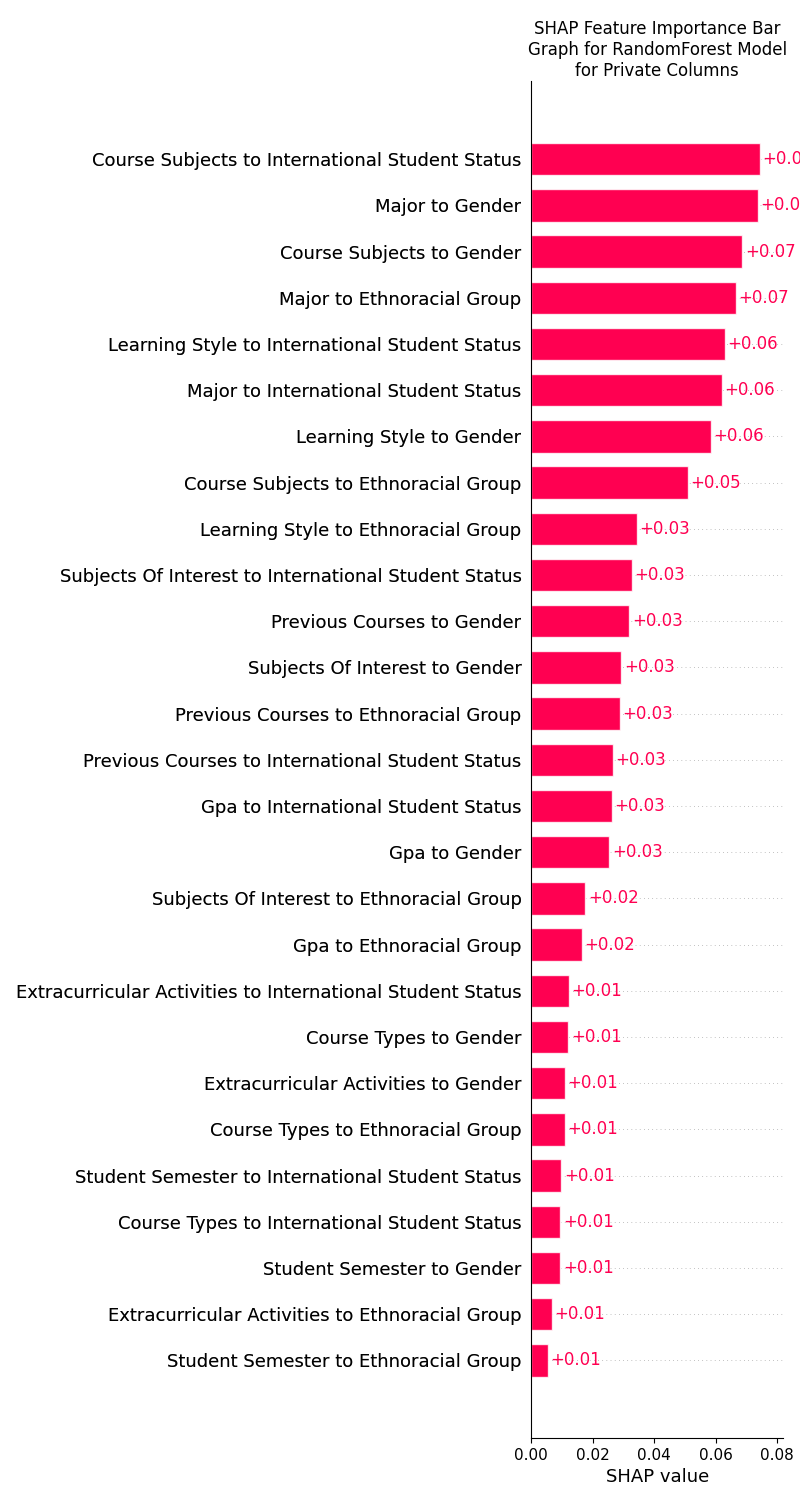 SHAP Feature Importance Bar
Graph for RandomForest Model
for Private Columns
Course Subjects to International Student Status +0.0
Major to Gender +0.0
Course Subjects to Gender +0.07
Major to Ethnoracial Group +0.07
Learning Style to International Student Status +0.06
Major to International Student Status +0.06
Learning Style to Gender +0.06
Course Subjects to Ethnoracial Group +0.05
Learning Style to Ethnoracial Group +0.03
Subjects Of Interest to International Student Status +0.03
Previous Courses to Gender +0.03
Subjects Of Interest to Gender +0.03
Previous Courses to Ethnoracial Group +0.03
Previous Courses to International Student Status +0.03
Gpa to International Student Status +0.03
Gpa to Gender +0.03
Subjects Of Interest to Ethnoracial Group +0.02
Gpa to Ethnoracial Group +0.02
Extracurricular Activities to International Student Status +0.01
Course Types to Gender +0.01
Extracurricular Activities to Gender +0.01
Course Types to Ethnoracial Group +0.01
Student Semester to International Student Status +0.01
Course Types to International Student Status +0.01
Student Semester to Gender +0.01
Extracurricular Activities to Ethnoracial Group +0.01
Student Semester to Ethnoracial Group +0.01
0.00 0.02 0.04 0.06 0.08
SHAP value